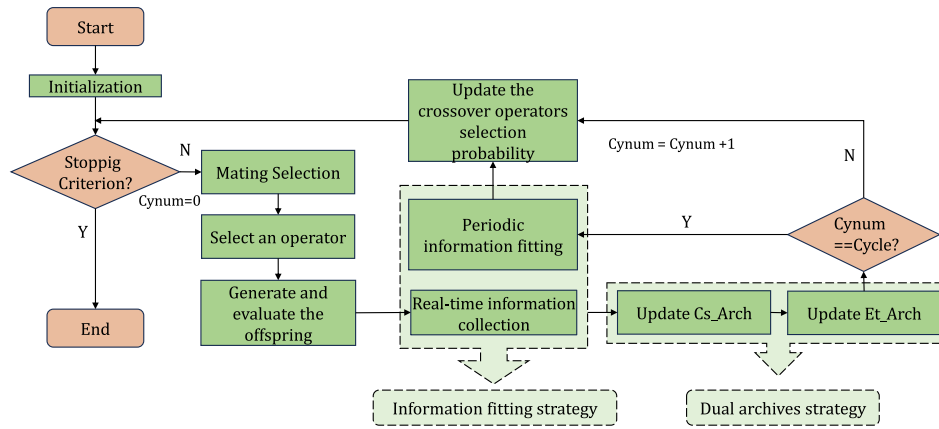 Start
Initialization
Stoppig
Criterion?
N
Cynum=0
Y
End
Mating Selection
Select an operator
Generate and
evaluate the
offspring
Update the
crossover operators
selection
probability
Periodic
information fitting
Real-time information
collection
Information fitting strategy
Cynum = Cynum +1
N
Y
Cynum
==Cycle?
Update Cs_Arch
Update Et_Arch
Dual archives strategy